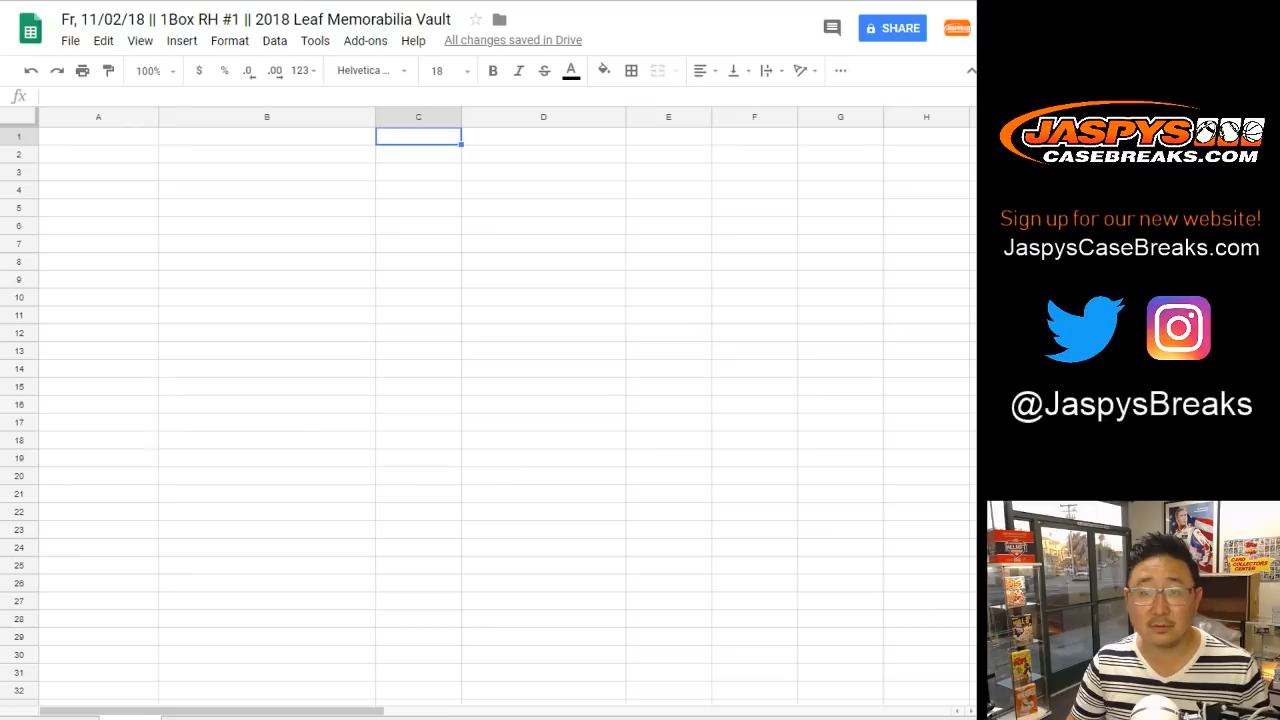 Fr, 11/02/18 || 1Box RH #1 || 2018 Leaf Memorabilia Vault
File Edit View Insert Format Data Tools Add-ons Help All changes saved in Drive
SHARE
100% $ % .0 .00 123 Helvetica ... 18 B I S A
fx
A B C D E F G H
1
2
3
4
5
6
7
8
9
10
11
12
13
14
15
16
17
18
19
20
21
22
23
24
25
26
27
28
29
30
31
32
JASPYS
CASEBREAKS.COM
Sign up for our new website!
JaspysCaseBreaks.com
@JaspysBreaks
CARD
COLLECTORS
CENTER